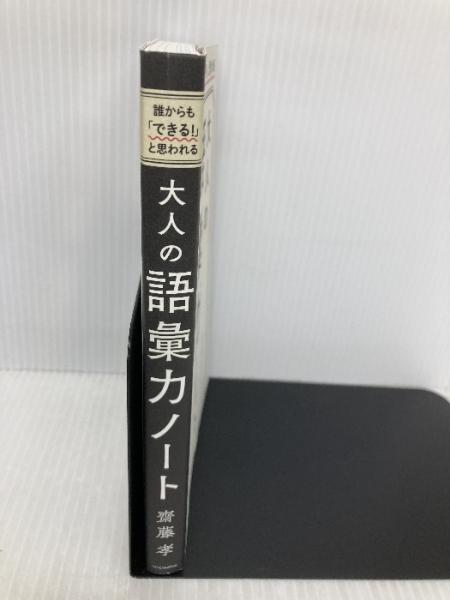 誰からも
「できる!」
と思われる
大人の語彙力ノート
齋藤孝